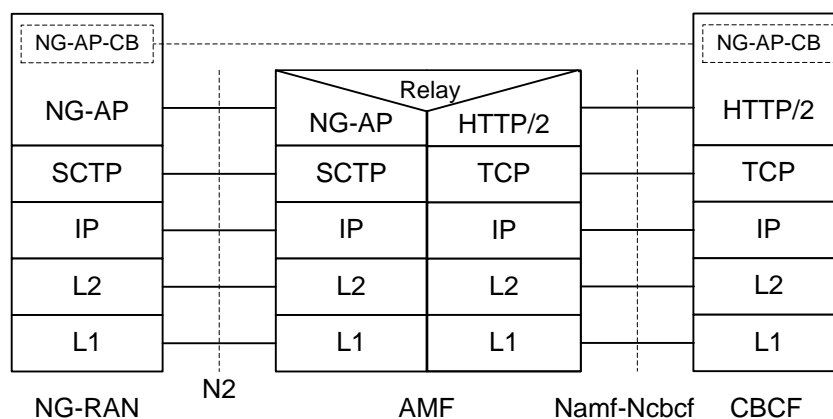 NG-AP-CB
NG-AP-CB
Relay
NG-AP
NG-AP
HTTP/2
HTTP/2
SCTP
SCTP
TCP
TCP
IP
IP
IP
IP
L2
L2
L2
L2
L1
L1
L1
L1
NG-RAN
N2
AMF
Namf-Ncbcf
CBCF